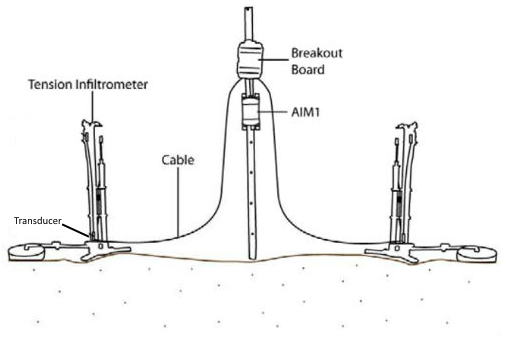 Breakout
Board
Tension Infiltrometer
AIM1
Cable
Transducer